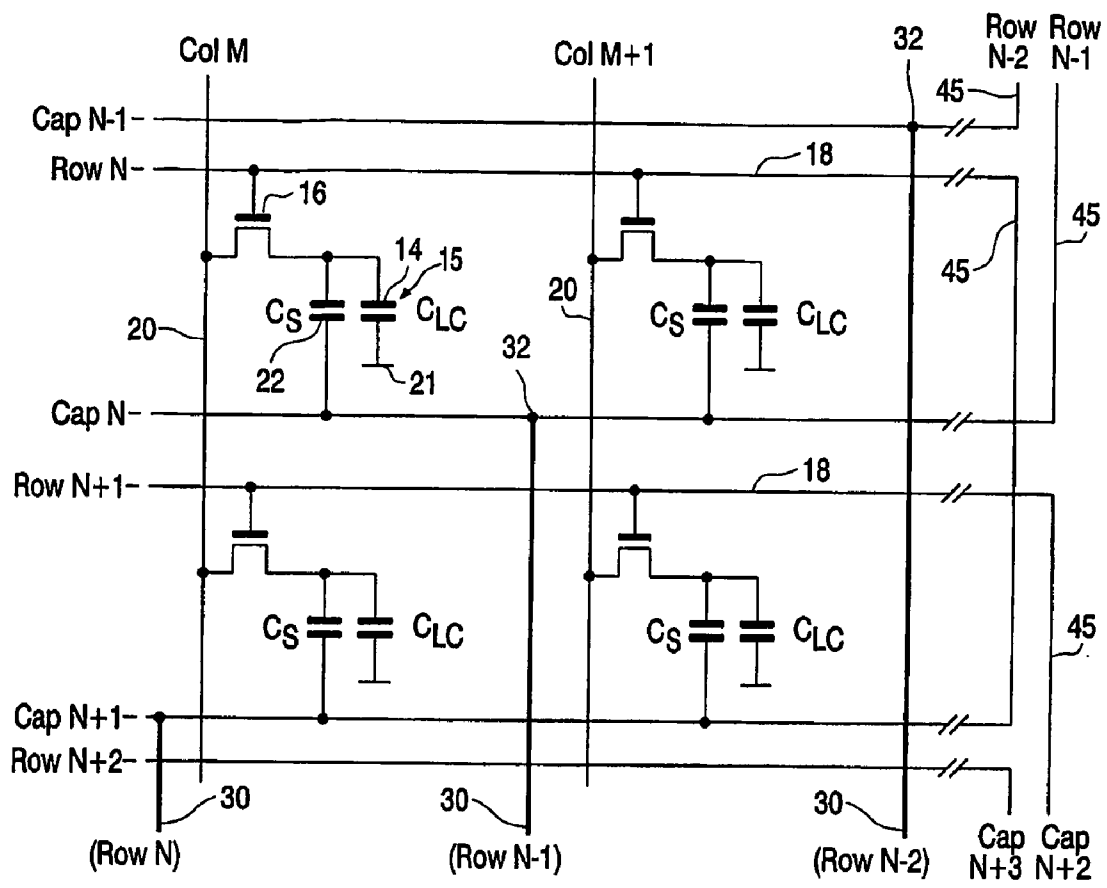 Col M
Col M+1
32
Row N-2
Row N-1
45
Cap N-1
Row N
18
16
45
45
14
15
20
CS
CLC
20
CS
CLC
22
21
32
Cap N
Row N+1
18
CS
CLC
CS
CLC
45
Cap N+1
Row N+2
30
30
30
(Row N)
(Row N-1)
(Row N-2)
Cap N+3
Cap N+2